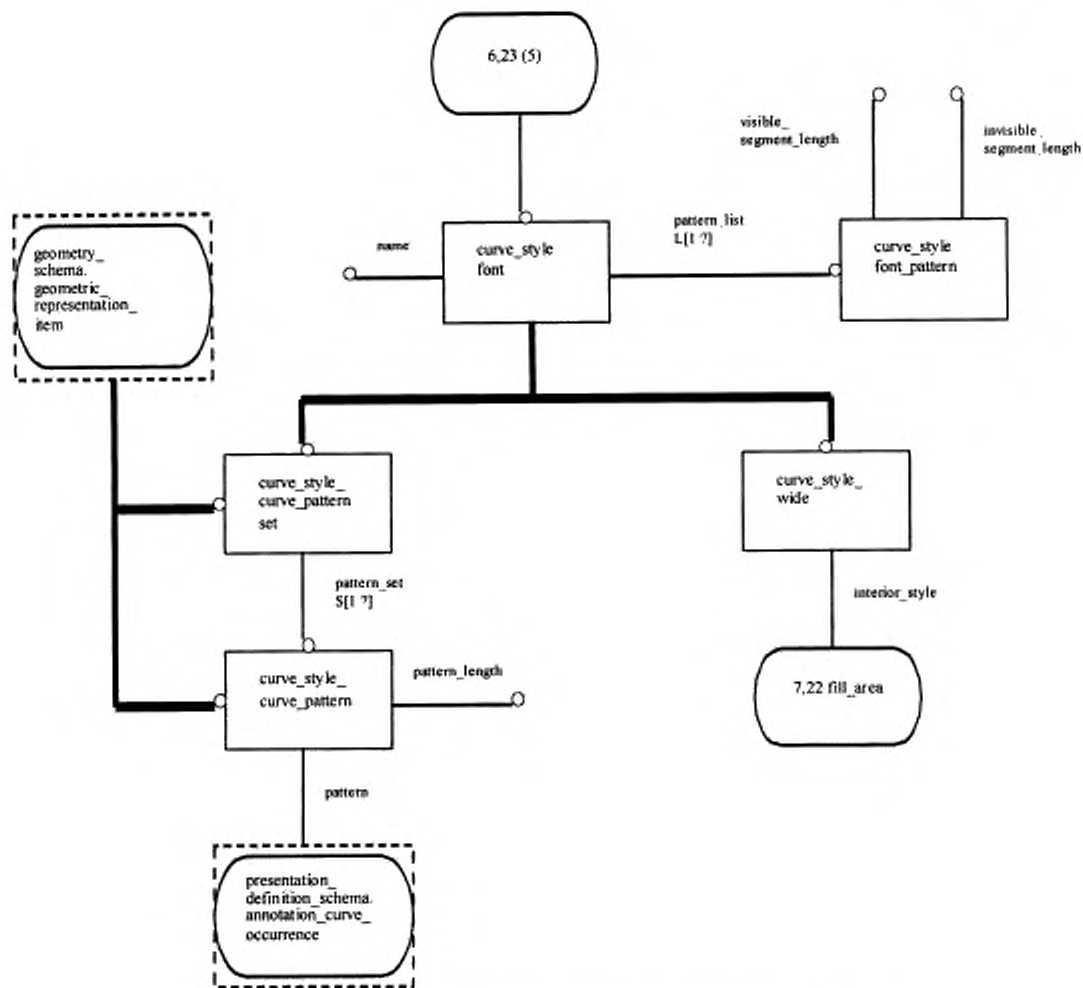 6,23 (5)
visible_
segment_length
invisible_
segment_length
pattern_list
L[1 ?]
name
curve_style
font
curve_style
font_pattern
geometry_
schema.
geometric_
representation_
item
curve_style_
curve_pattern
set
curve_style_
wide
pattern_set
S[1 ?]
interior_style
curve_style_
curve_pattern
pattern_length
7,22 fill_area
pattern
presentation_
definition_schema.
annotation_curve_
occurrence